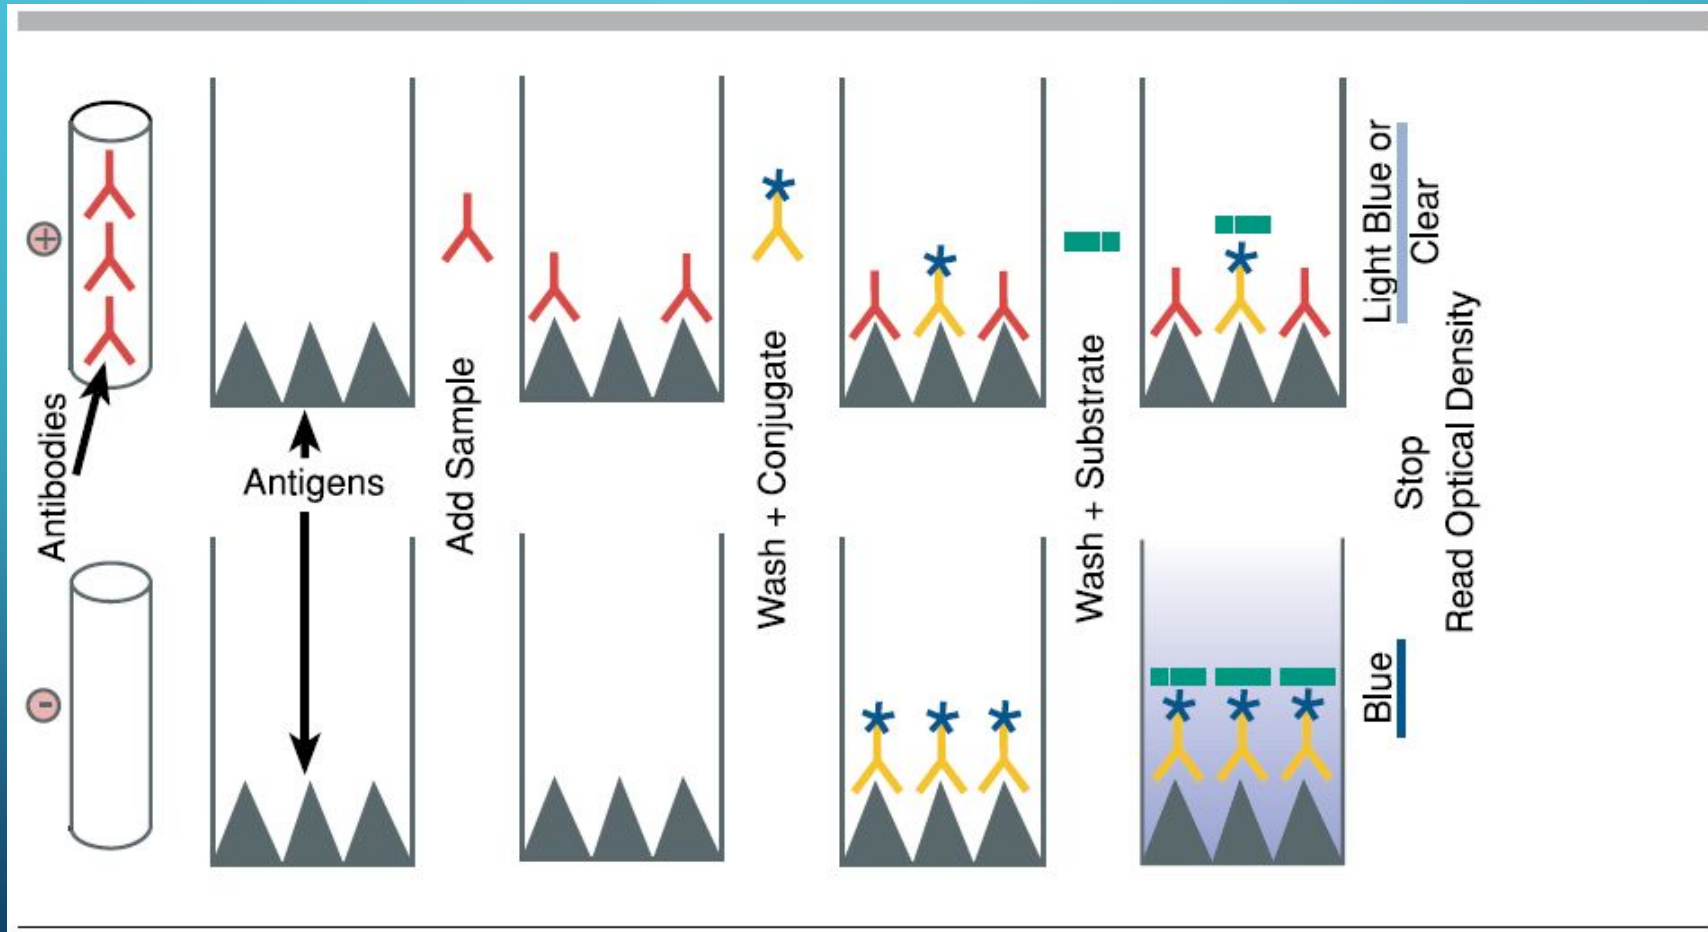 +
Antibodies
-
Antigens
Add Sample
Wash + Conjugate
Wash + Substrate
Light Blue or
Clear
Blue
Stop
Read Optical Density